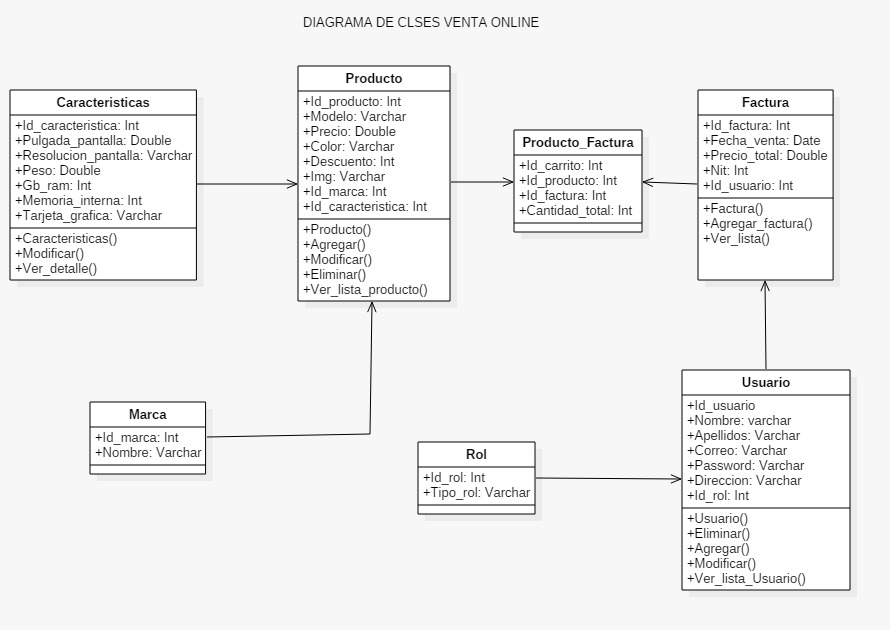 DIAGRAMA DE CLSES VENTA ONLINE
Caracteristicas
+Id_caracteristica: Int
+Pulgada_pantalla: Double
+Resolucion_pantalla: Varchar
+Peso: Double
+Gb_ram: Int
+Memoria_interna: Int
+Tarjeta_grafica: Varchar
+Caracteristicas()
+Modificar()
+Ver_detalle()
Producto
+Id_producto: Int
+Modelo: Varchar
+Precio: Double
+Color: Varchar
+Descuento: Int
+Img: Varchar
+Id_marca: Int
+Id_caracteristica: Int
+Producto()
+Agregar()
+Modificar()
+Eliminar()
+Ver_lista_producto()
Producto_Factura
+Id_carrito: Int
+Id_producto: Int
+Id_factura: Int
+Cantidad_total: Int
Factura
+Id_factura: Int
+Fecha_venta: Date
+Precio_total: Double
+Nit: Int
+Id_usuario: Int
+Factura()
+Agregar_factura()
+Ver_lista()
Marca
+Id_marca: Int
+Nombre: Varchar
Rol
+Id_rol: Int
+Tipo_rol: Varchar
Usuario
+Id_usuario
+Nombre: varchar
+Apellidos: Varchar
+Correo: Varchar
+Password: Varchar
+Direccion: Varchar
+Id_rol: Int
+Usuario()
+Eliminar()
+Agregar()
+Modificar()
+Ver_lista_Usuario()